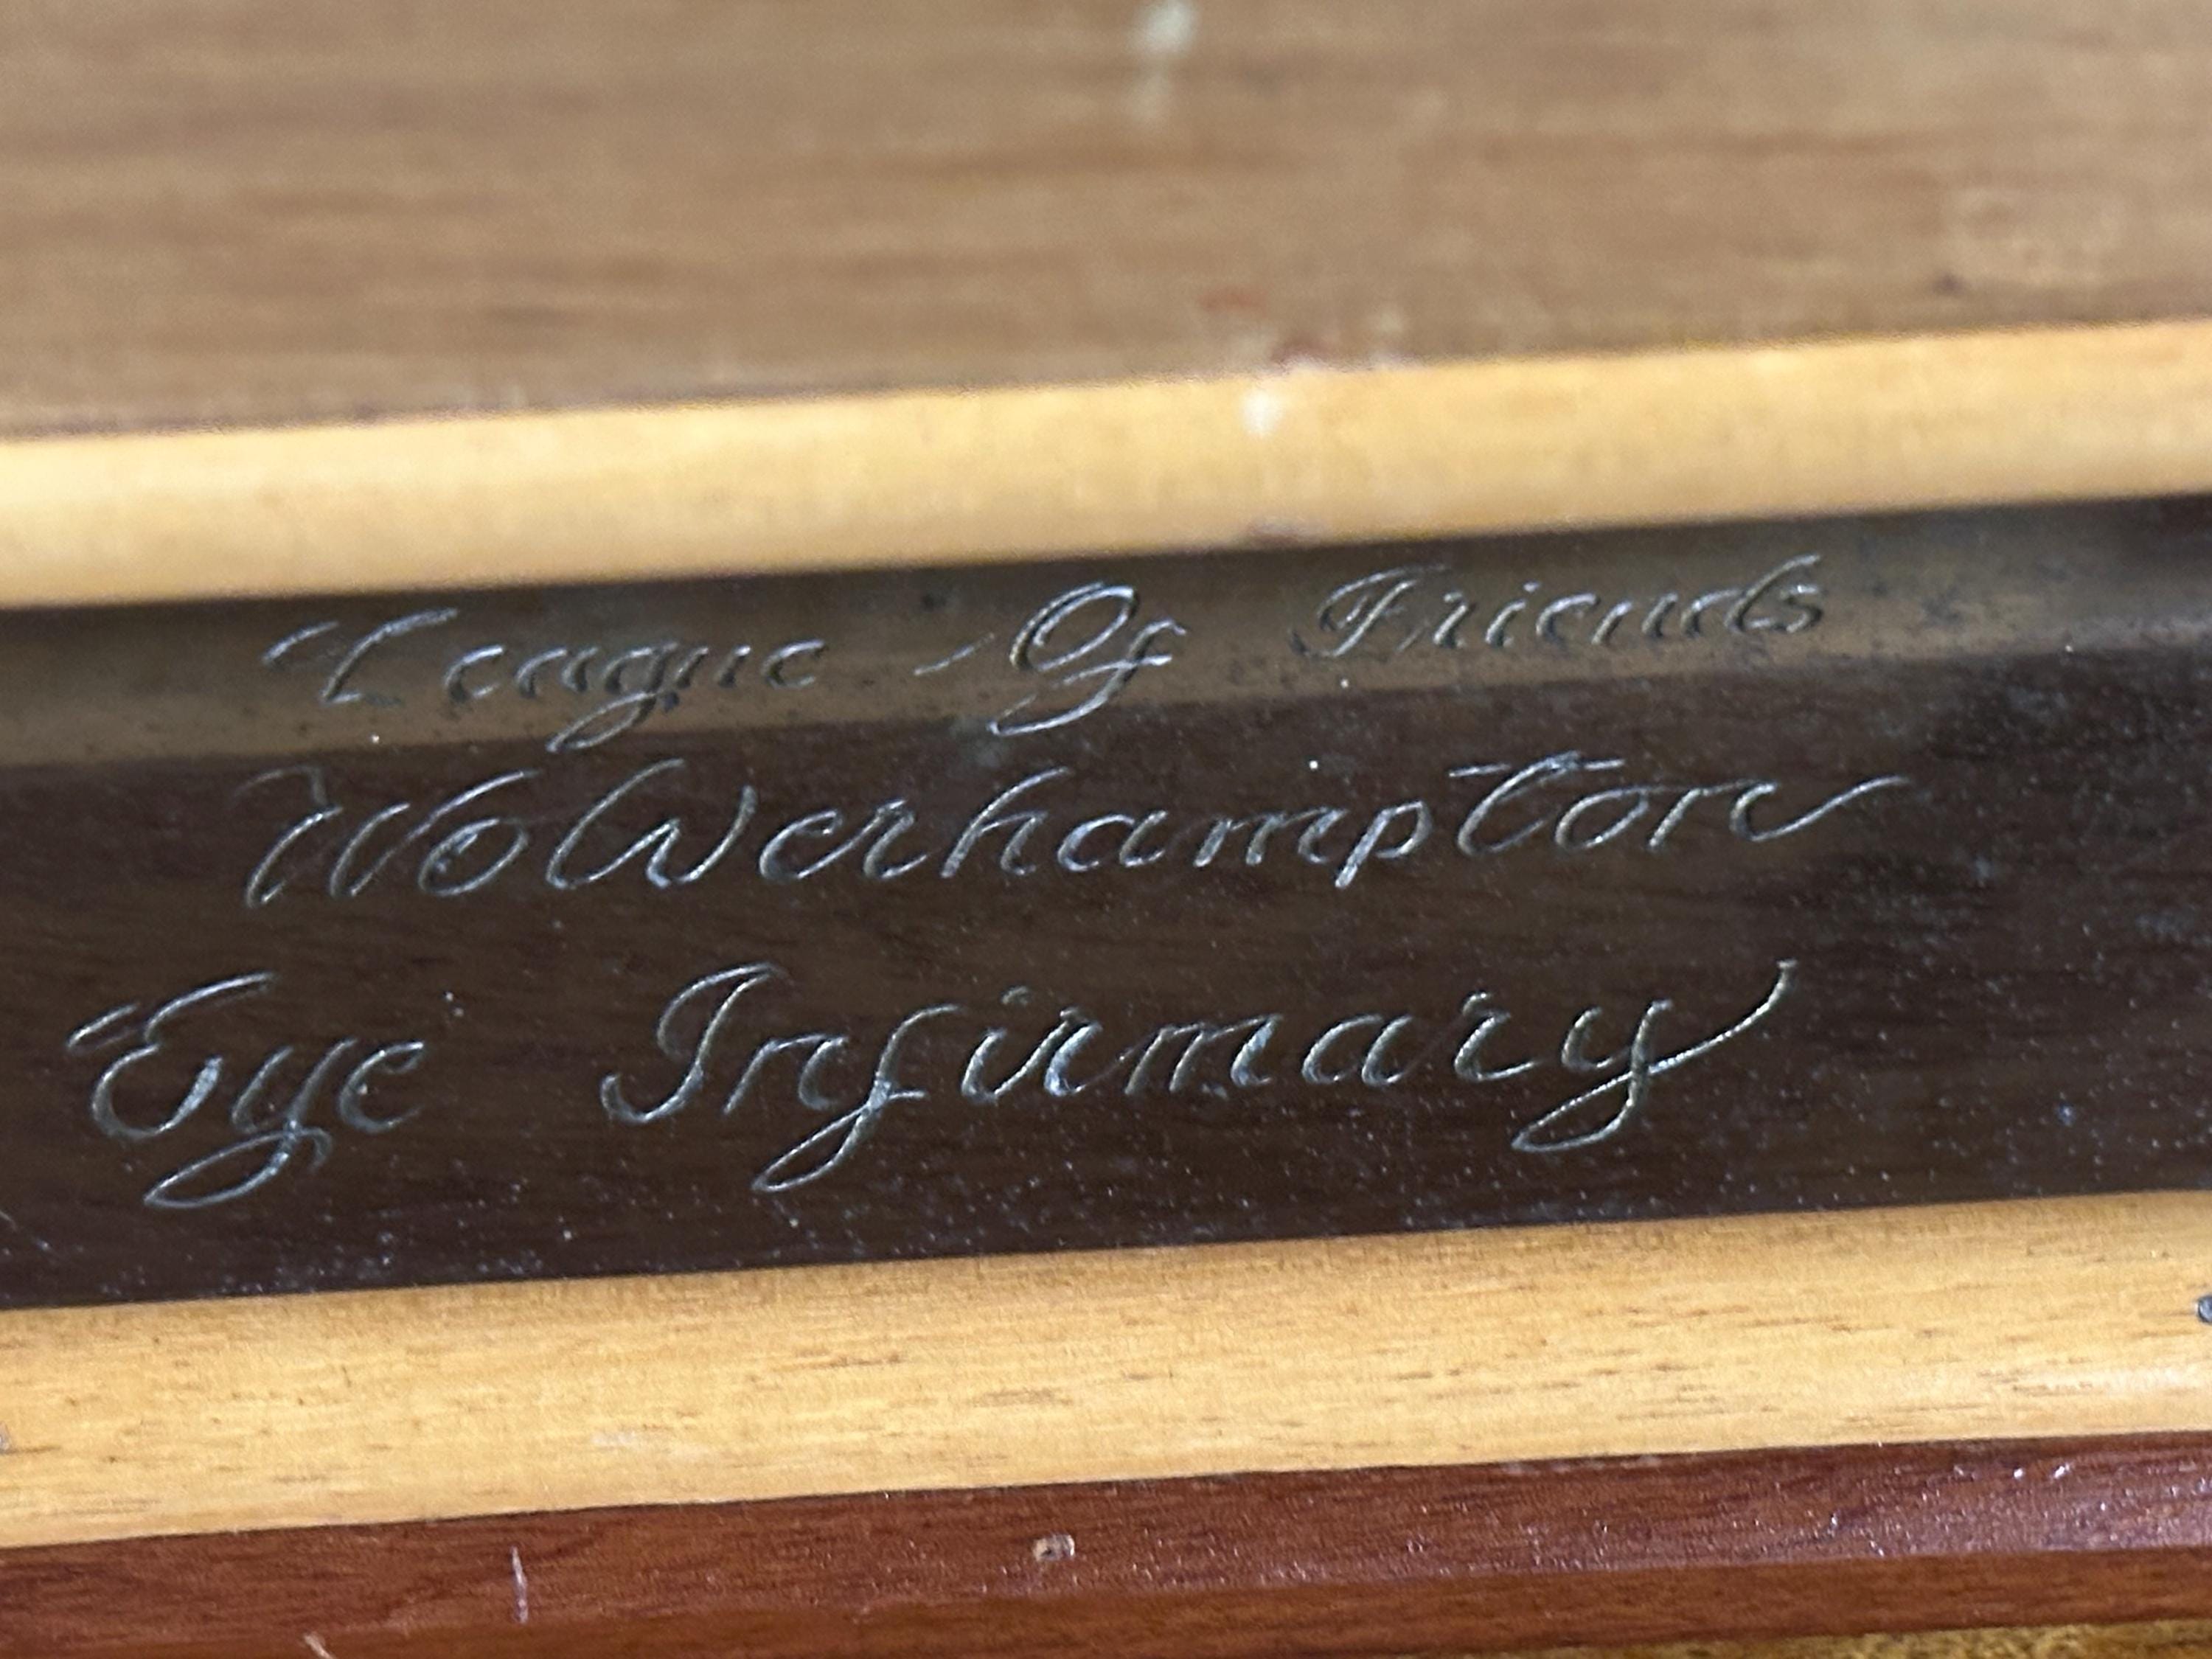 League Of Friends
Wolverhampton
Eye Infirmary